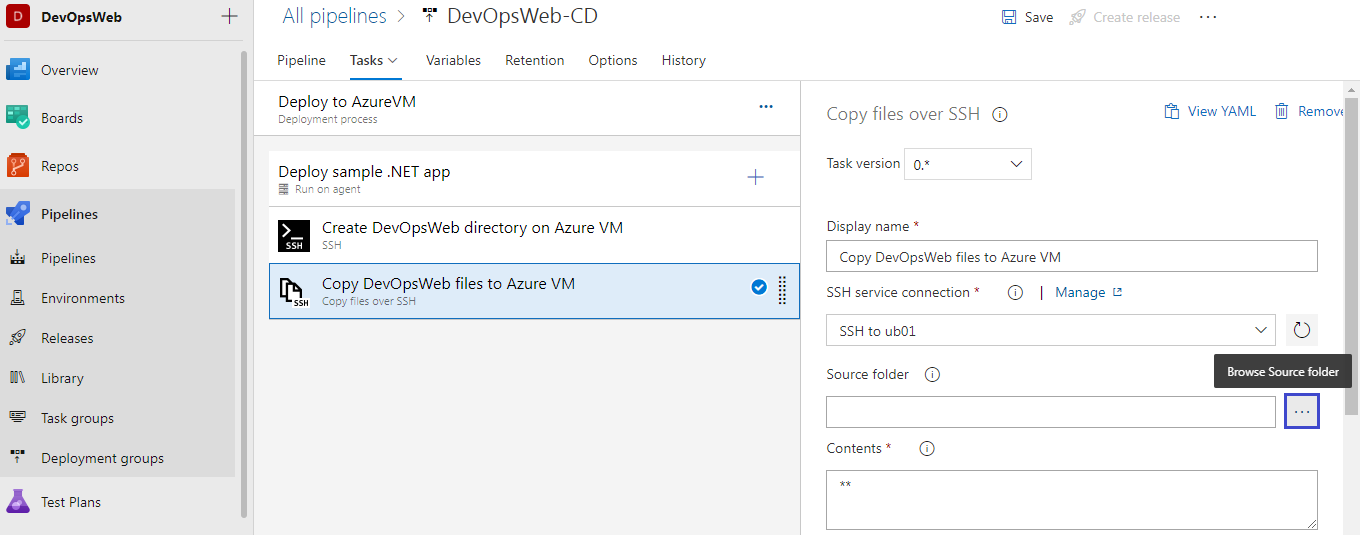 D DevOpsWeb +
Overview
Boards
Repos
Pipelines
Pipelines
Environments
Releases
Library
Task groups
Deployment groups
Test Plans
All pipelines > DevOpsWeb-CD
Save Create release ...
Pipeline Tasks Variables Retention Options History
Deploy to AzureVM ...
Deployment process
Deploy sample .NET app +
Run on agent
Create DevOpsWeb directory on Azure VM
SSH
SSH
Copy DevOpsWeb files to Azure VM
SSH
Copy files over SSH
Copy files over SSH View YAML Remove
Task version 0.*
Display name *
Copy DevOpsWeb files to Azure VM
SSH service connection * | Manage
SSH to ub01
Browse Source folder
Source folder
...
Contents *
**